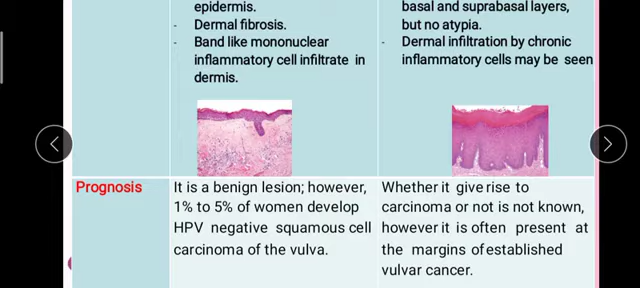 epidermis.
- Dermal fibrosis.
- Band like mononuclear
inflammatory cell infiltrate in
dermis.
basal and suprabasal layers,
but no atypia.
- Dermal infiltration by chronic
inflammatory cells may be seen
Prognosis
It is a benign lesion; however,
1% to 5% of women develop
HPV negative squamous cell
carcinoma of the vulva.
Whether it give rise to
carcinoma or not is not known,
however it is often present at
the margins of established
vulvar cancer.